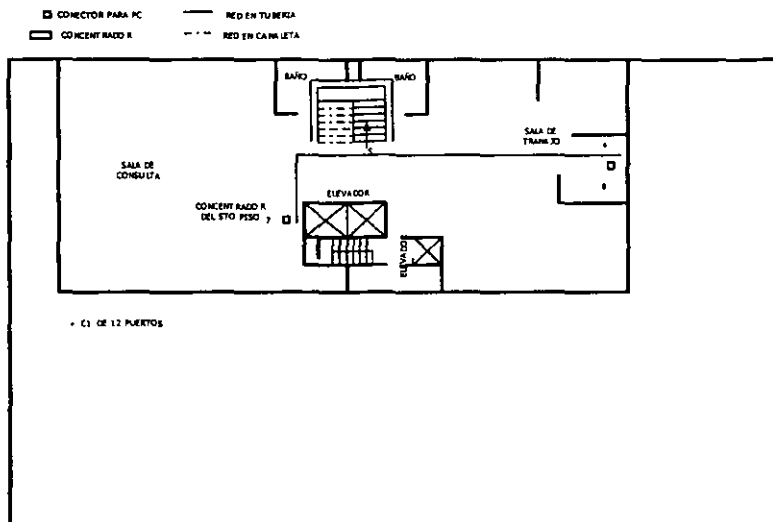 CONECTOR PARA PC
RED EN TUBERIA
CONCENTRADOR
RED EN CANALETA
BAÑO
BAÑO
SALA DE
TRABAJO
SALA DE
CONSULTA
ELEVADOR
CONCENTRADOR
DEL 5TO PISO 7
ELEVADOR
C1 DE 12 PUERTOS